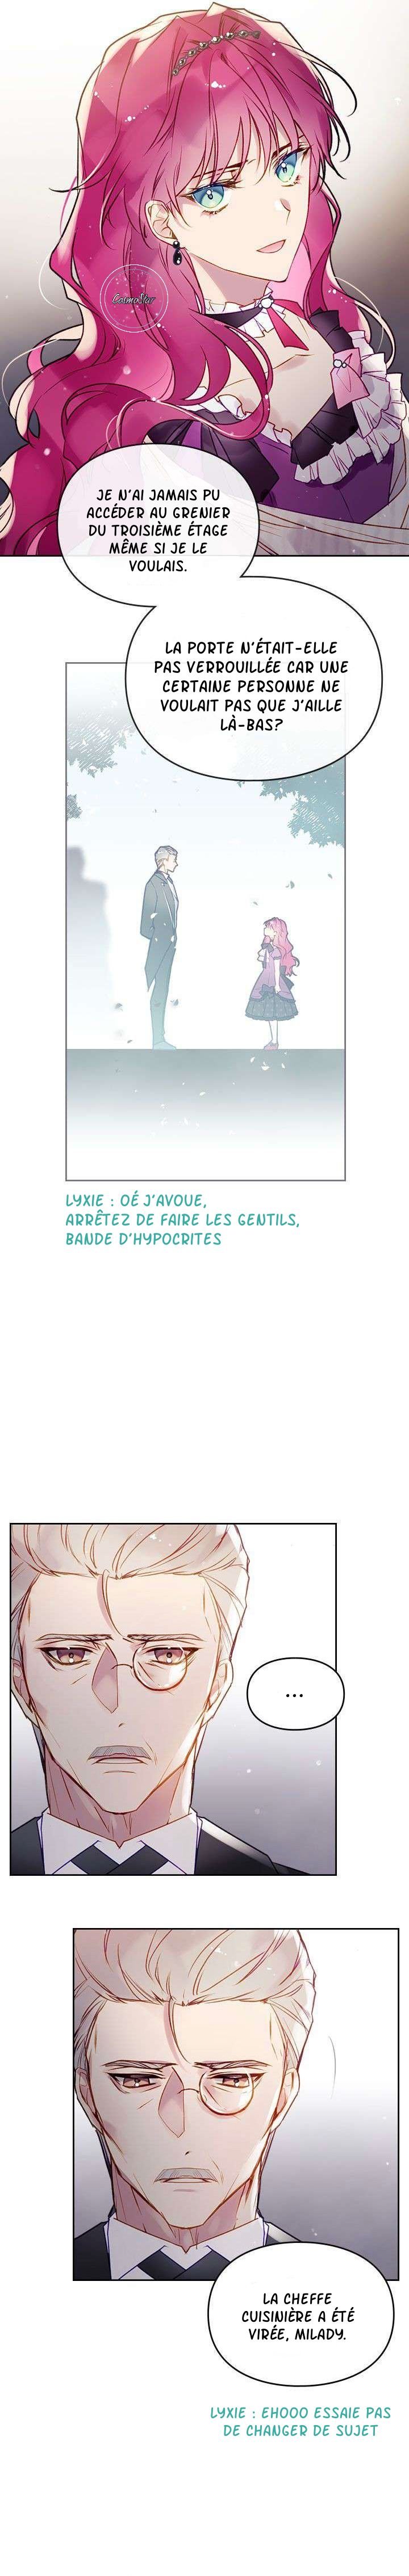 CosmoStar
JE N'AI JAMAIS PU
ACCÉDER AU GRENIER
DU TROISIÈME ÉTAGE
MÊME SI JE LE
VOULAIS.
LA PORTE N'ÉTAIT-ELLE
PAS VERROUILLÉE CAR UNE
CERTAINE PERSONNE NE
VOULAIT PAS QUE J'AILLE
LÀ-BAS?
LYXIE : OÉ J'AVOUE,
ARRÊTEZ DE FAIRE LES GENTILS,
BANDE D'HYPOCRITES
...
LA CHEFFE
CUISINIÈRE A ÉTÉ
VIRÉE, MILADY.
LYXIE : EHOOO ESSAIE PAS
DE CHANGER DE SUJET